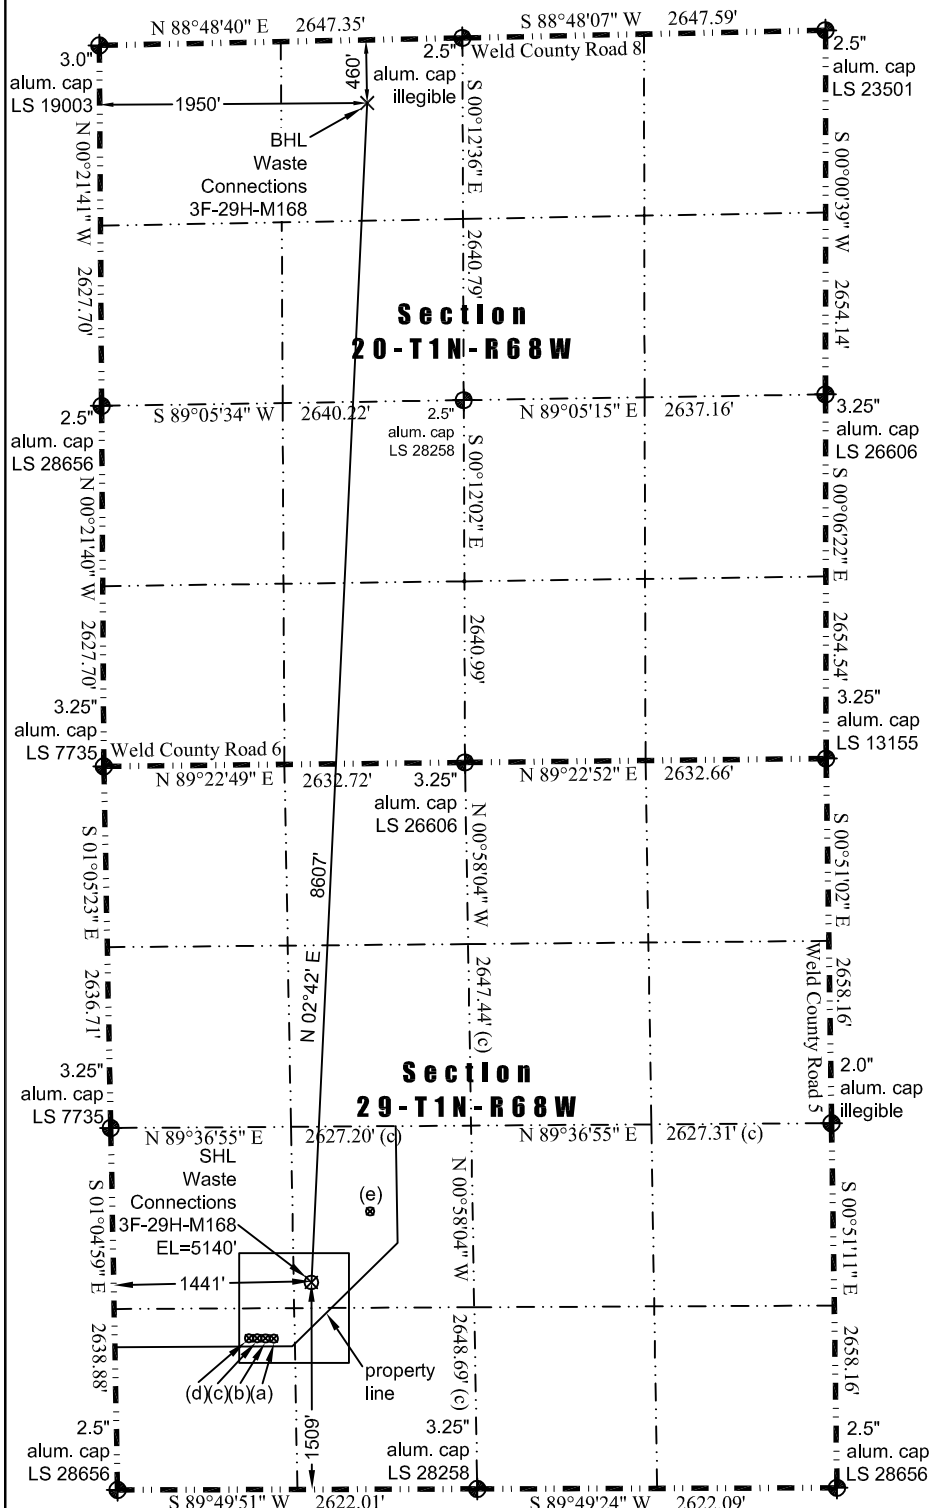 N 88°48'40" E 2647.35'
S 88°48'07" W 2647.59'
3.0"
alum. cap
LS 19003
460'
2.5"
alum. cap
illegible
Weld County Road 8
2.5"
alum. cap
LS 23501
1950'
BHL
Waste
Connections
3F-29H-M168
N 00°21'41" W 2627.70'
S 00°12'36" E 2640.79'
S 00°00'39" W 2654.14'
Section
20-T1N-R68W
S 89°05'34" W 2640.22'
N 89°05'15" E 2637.16'
2.5"
alum. cap
LS 28656
2.5"
alum. cap
LS 28258
3.25"
alum. cap
LS 26606
N 00°21'40" W 2627.70'
S 00°12'02" E 2640.99'
S 00°06'22" E 2654.54'
3.25"
alum. cap
LS 7735
Weld County Road 6
3.25"
alum. cap
LS 13155
N 89°22'49" E 2632.72'
N 89°22'52" E 2632.66'
3.25"
alum. cap
LS 26606
S 01°05'23" E 2636.71'
8607'
N 02°42' E
N 00°58'04" W 2647.44' (c)
S 00°51'02" E 2658.16'
Weld County Road 5
Section
29-T1N-R68W
3.25"
alum. cap
LS 7735
2.0"
alum. cap
illegible
N 89°36'55" E 2627.20' (c)
N 89°36'55" E 2627.31' (c)
SHL
Waste
Connections
3F-29H-M168
EL=5140'
(e)
S 01°04'59" E 2638.88'
1441'
N 00°58'04" W 2648.69' (c)
S 00°51'11" E 2658.16'
(d)(c)(b)(a)
property
line
1509'
2.5"
alum. cap
LS 28656
3.25"
alum. cap
LS 28258
2.5"
alum. cap
LS 28656
S 89°49'51" W 2622.01'
S 89°49'24" W 2622.09'